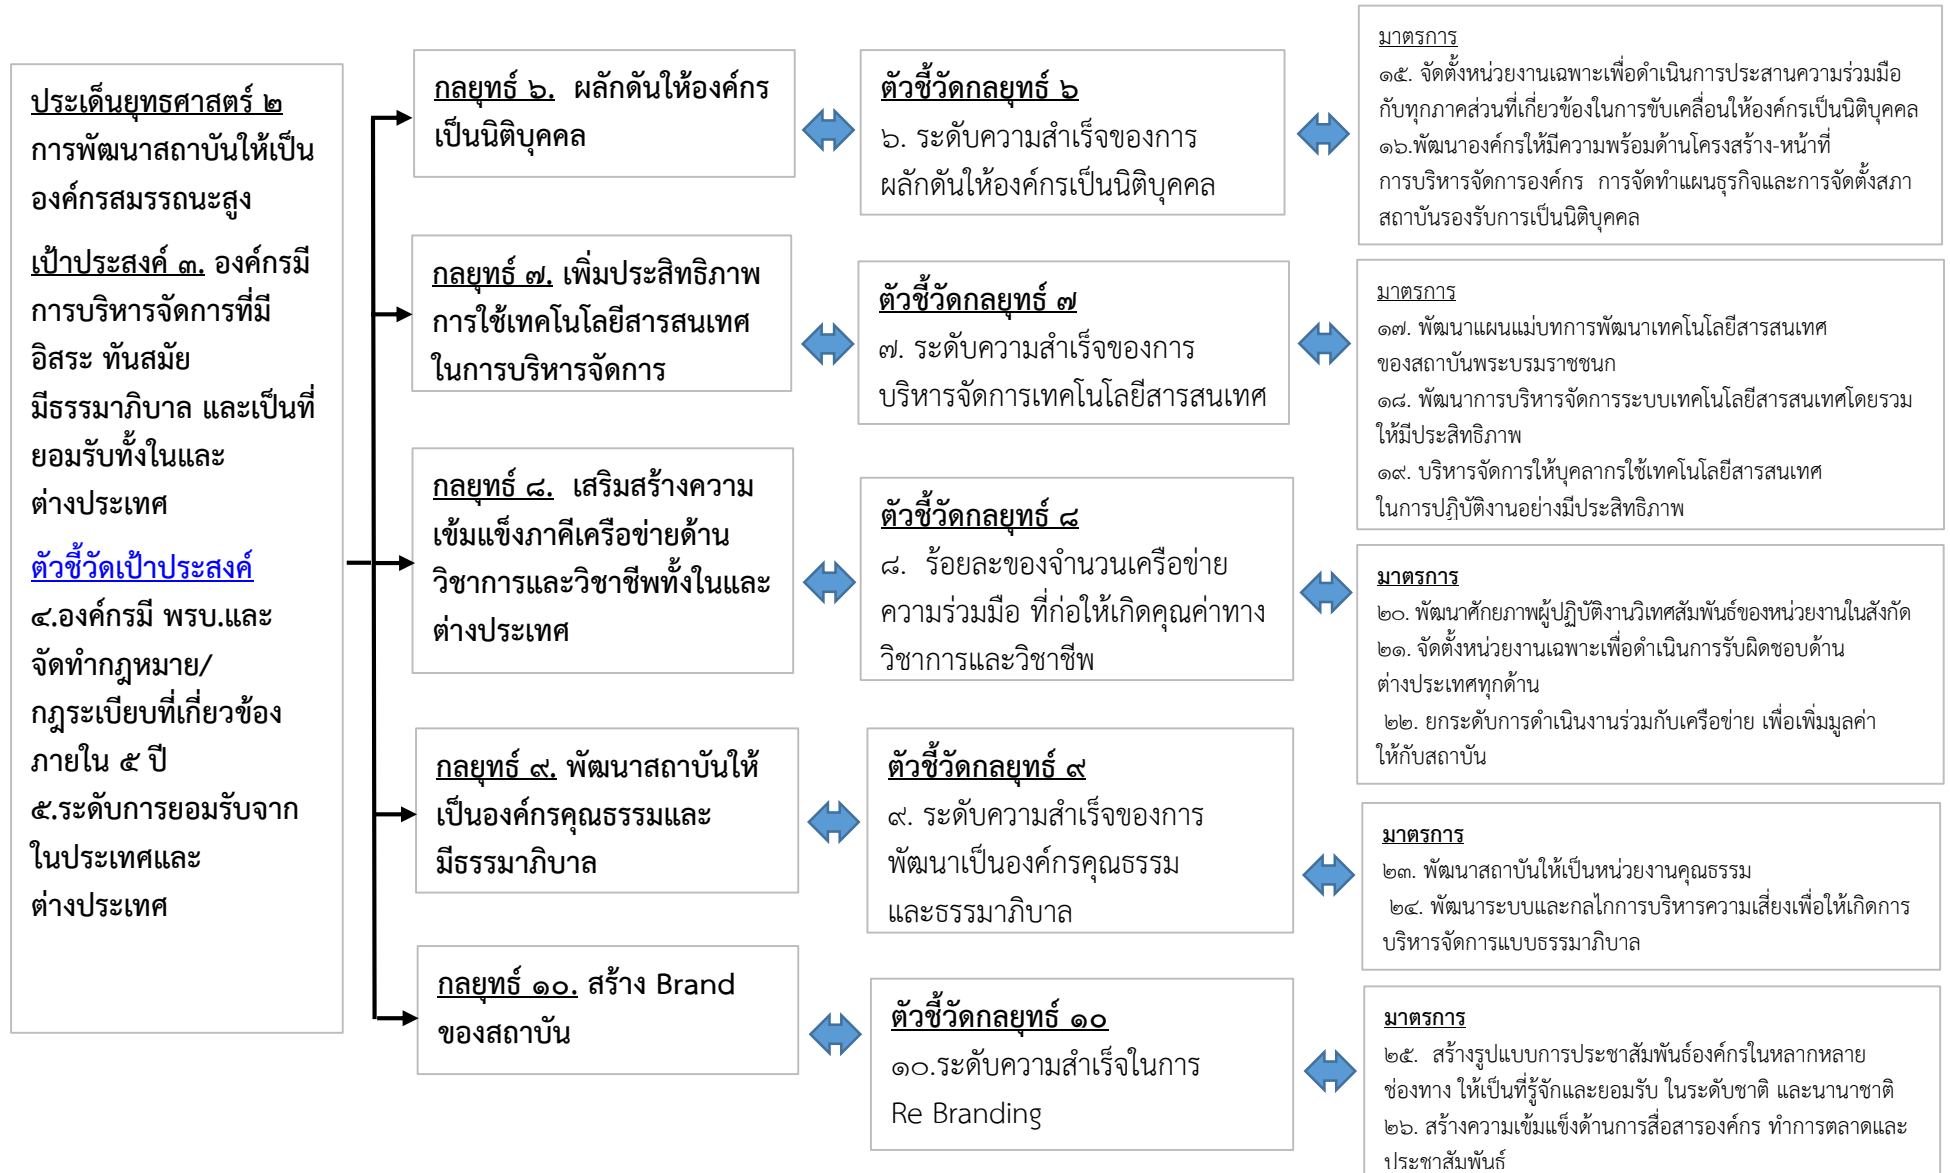 ประเด็นยุทธศาสตร์ ๒
การพัฒนาสถาบันให้เป็น
องค์กรสมรรถนะสูง
เป้าประสงค์ ๓. องค์กรมี
การบริหารจัดการที่มี
อิสระ ทันสมัย
มีธรรมาภิบาล และเป็นที่
ยอมรับทั้งในและ
ต่างประเทศ
ตัวชี้วัดเป้าประสงค์
๔.องค์กรมี พรบ.และ
จัดทำกฎหมาย/
กฎระเบียบที่เกี่ยวข้อง
ภายใน ๕ ปี
๕.ระดับการยอมรับจาก
ในประเทศและ
ต่างประเทศ
กลยุทธ์ ๖. ผลักดันให้องค์กร
เป็นนิติบุคคล
ตัวชี้วัดกลยุทธ์ ๖
๖. ระดับความสำเร็จของการ
ผลักดันให้องค์กรเป็นนิติบุคคล
มาตรการ
๑๕. จัดตั้งหน่วยงานเฉพาะเพื่อดำเนินการประสานความร่วมมือ
กับทุกภาคส่วนที่เกี่ยวข้องในการขับเคลื่อนให้องค์กรเป็นนิติบุคคล
๑๖.พัฒนาองค์กรให้มีความพร้อมด้านโครงสร้าง-หน้าที่
การบริหารจัดการองค์กร การจัดทำแผนธุรกิจและการจัดตั้งสภา
สถาบันรองรับการเป็นนิติบุคคล
กลยุทธ์ ๗. เพิ่มประสิทธิภาพ
การใช้เทคโนโลยีสารสนเทศ
ในการบริหารจัดการ
ตัวชี้วัดกลยุทธ์ ๗
๗. ระดับความสำเร็จของการ
บริหารจัดการเทคโนโลยีสารสนเทศ
มาตรการ
๑๗. พัฒนาแผนแม่บทการพัฒนาเทคโนโลยีสารสนเทศ
ของสถาบันพระบรมราชชนก
๑๘. พัฒนาการบริหารจัดการระบบเทคโนโลยีสารสนเทศโดยรวม
ให้มีประสิทธิภาพ
๑๙. บริหารจัดการให้บุคลากรใช้เทคโนโลยีสารสนเทศ
ในการปฏิบัติงานอย่างมีประสิทธิภาพ
กลยุทธ์ ๘. เสริมสร้างความ
เข้มแข็งภาคีเครือข่ายด้าน
วิชาการและวิชาชีพทั้งในและ
ต่างประเทศ
ตัวชี้วัดกลยุทธ์ ๘
๘. ร้อยละของจำนวนเครือข่าย
ความร่วมมือ ที่ก่อให้เกิดคุณค่าทาง
วิชาการและวิชาชีพ
มาตรการ
๒๐. พัฒนาศักยภาพผู้ปฏิบัติงานวิเทศสัมพันธ์ของหน่วยงานในสังกัด
๒๑. จัดตั้งหน่วยงานเฉพาะเพื่อดำเนินการรับผิดชอบด้าน
ต่างประเทศทุกด้าน
๒๒. ยกระดับการดำเนินงานร่วมกับเครือข่าย เพื่อเพิ่มมูลค่า
ให้กับสถาบัน
กลยุทธ์ ๙. พัฒนาสถาบันให้
เป็นองค์กรคุณธรรมและ
มีธรรมาภิบาล
ตัวชี้วัดกลยุทธ์ ๙
๙. ระดับความสำเร็จของการ
พัฒนาเป็นองค์กรคุณธรรม
และธรรมาภิบาล
มาตรการ
๒๓. พัฒนาสถาบันให้เป็นหน่วยงานคุณธรรม
๒๔. พัฒนาระบบและกลไกการบริหารความเสี่ยงเพื่อให้เกิดการ
บริหารจัดการแบบธรรมาภิบาล
กลยุทธ์ ๑๐. สร้าง Brand
ของสถาบัน
ตัวชี้วัดกลยุทธ์ ๑๐
๑๐.ระดับความสำเร็จในการ
Re Branding
มาตรการ
๒๕. สร้างรูปแบบการประชาสัมพันธ์องค์กรในหลากหลาย
ช่องทาง ให้เป็นที่รู้จักและยอมรับ ในระดับชาติ และนานาชาติ
๒๖. สร้างความเข้มแข็งด้านการสื่อสารองค์กร ทำการตลาดและ
ประชาสัมพันธ์